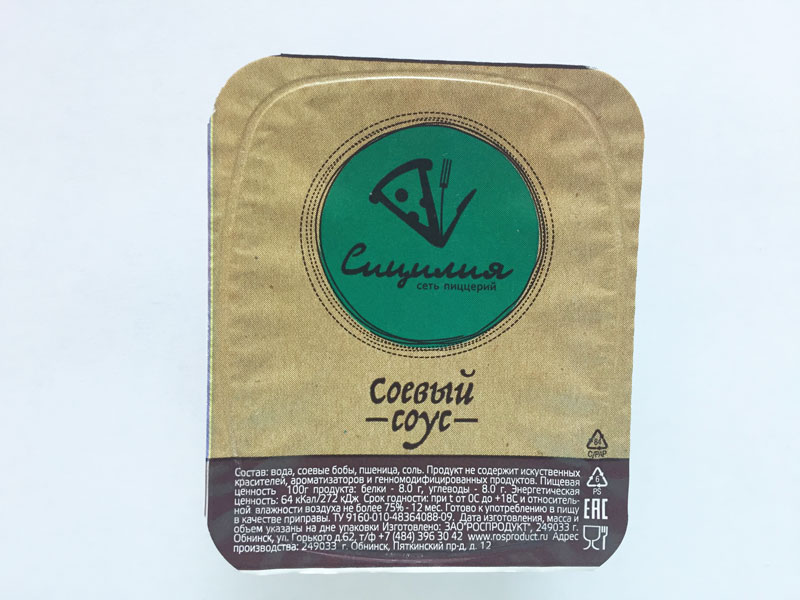 Сицилия
сеть пиццерий
Соевый
соус
84
C/PAP
Состав: вода, соевые бобы, пшеница, соль. Продукт не содержит искуственных
красителей, ароматизаторов и генномодифицированных продуктов. Пищевая
ценность 100г продукта: белки - 8.0 г, углеводы - 8.0 г. Энергетическая
ценность: 64 кКал/272 кДж Срок годности: при t от 0С до +18С и относитель-
ной влажности воздуха не более 75% - 12 мес. Готово к употреблению в пищу
в качестве приправы. ТУ 9160-010-48364088-09. Дата изготовления, масса и
объем указаны на дне упаковки Изготовлено: ЗАО"РОСПРОДУКТ", 249033 г.
Обнинск, ул. Горького д.62, т/ф +7 (484) 396 30 42 www.rosproduct.ru Адрес
производства: 249033 г. Обнинск, Пяткинский пр-д, д. 12
6
PS
EAC